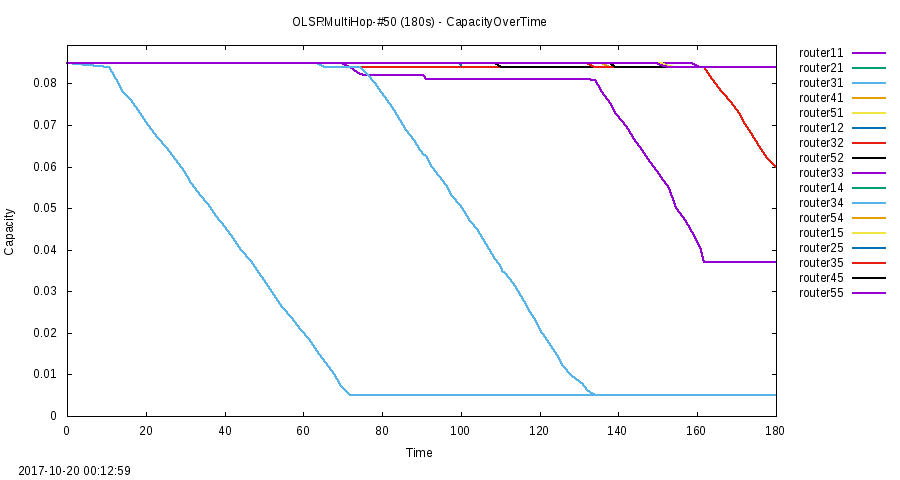 OLSRMultiHop-#50 (180s) - CapacityOverTime
router11
router21
router31
router41
router51
router12
router32
router52
router33
router14
router34
router54
router15
router25
router35
router45
router55
Capacity
0.08
0.07
0.06
0.05
0.04
0.03
0.02
0.01
0
0 20 40 60 80 100 120 140 160 180
Time
2017-10-20 00:12:59